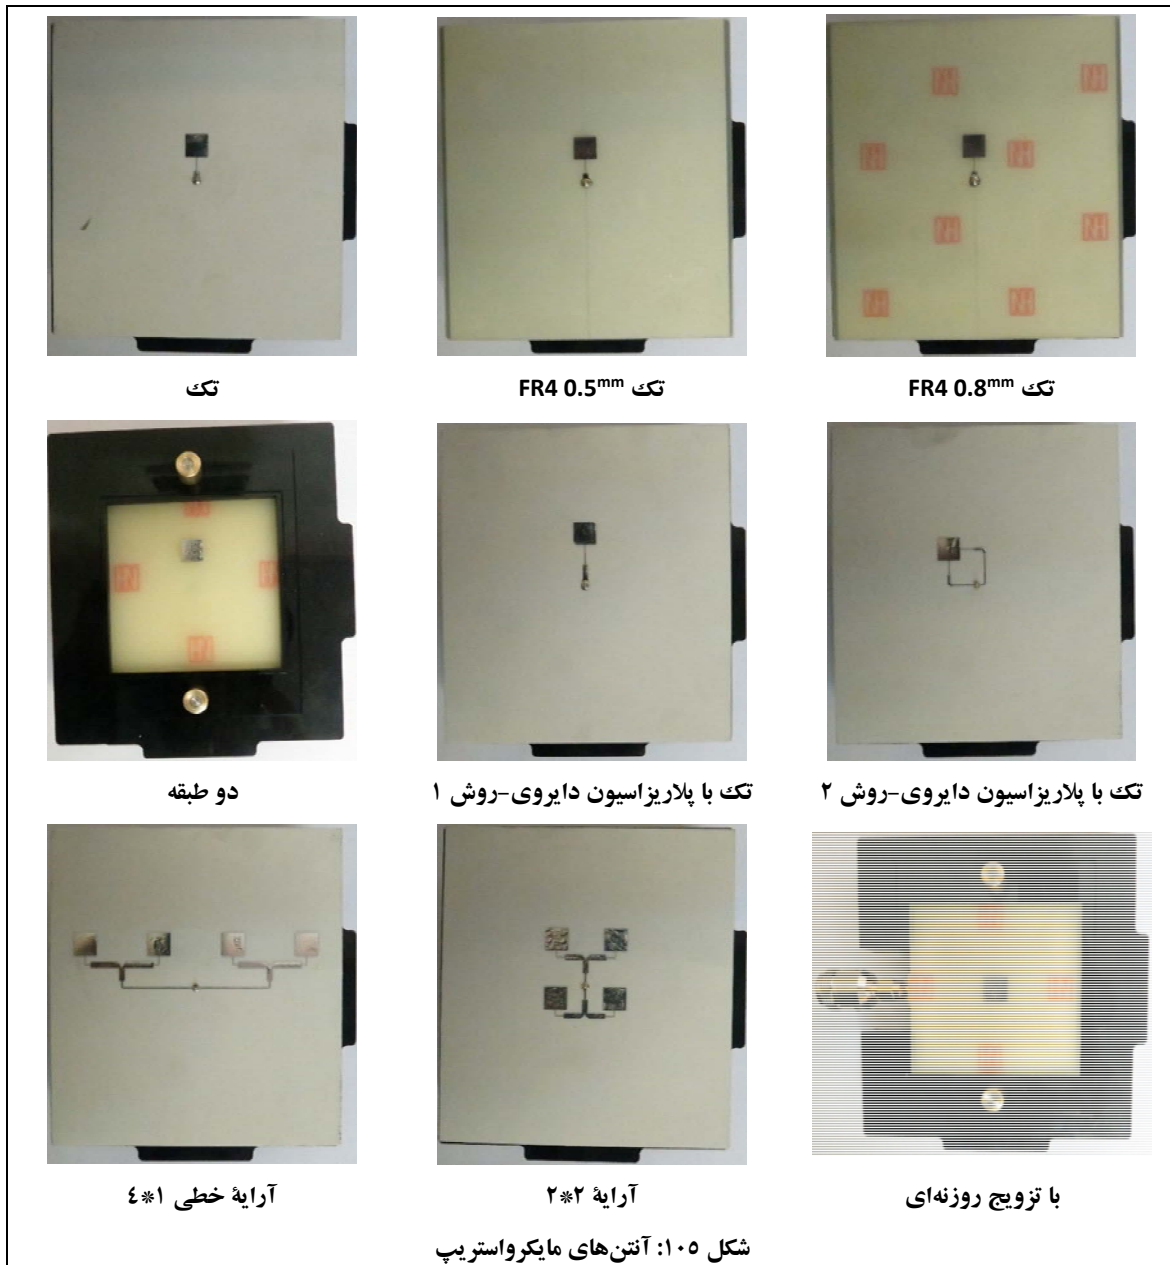 تک
تک FR4 0.5mm
تک FR4 0.8mm
دو طبقه
تک با پلاریزاسیون دایروی-روش ۱
تک با پلاریزاسیون دایروی-روش ۲
آرایهٔ خطی ۱*٤
آرایهٔ ۲*۲
با تزویج روزنه‌ای
شکل ۱۰۵: آنتن‌های مایکرواستریپ